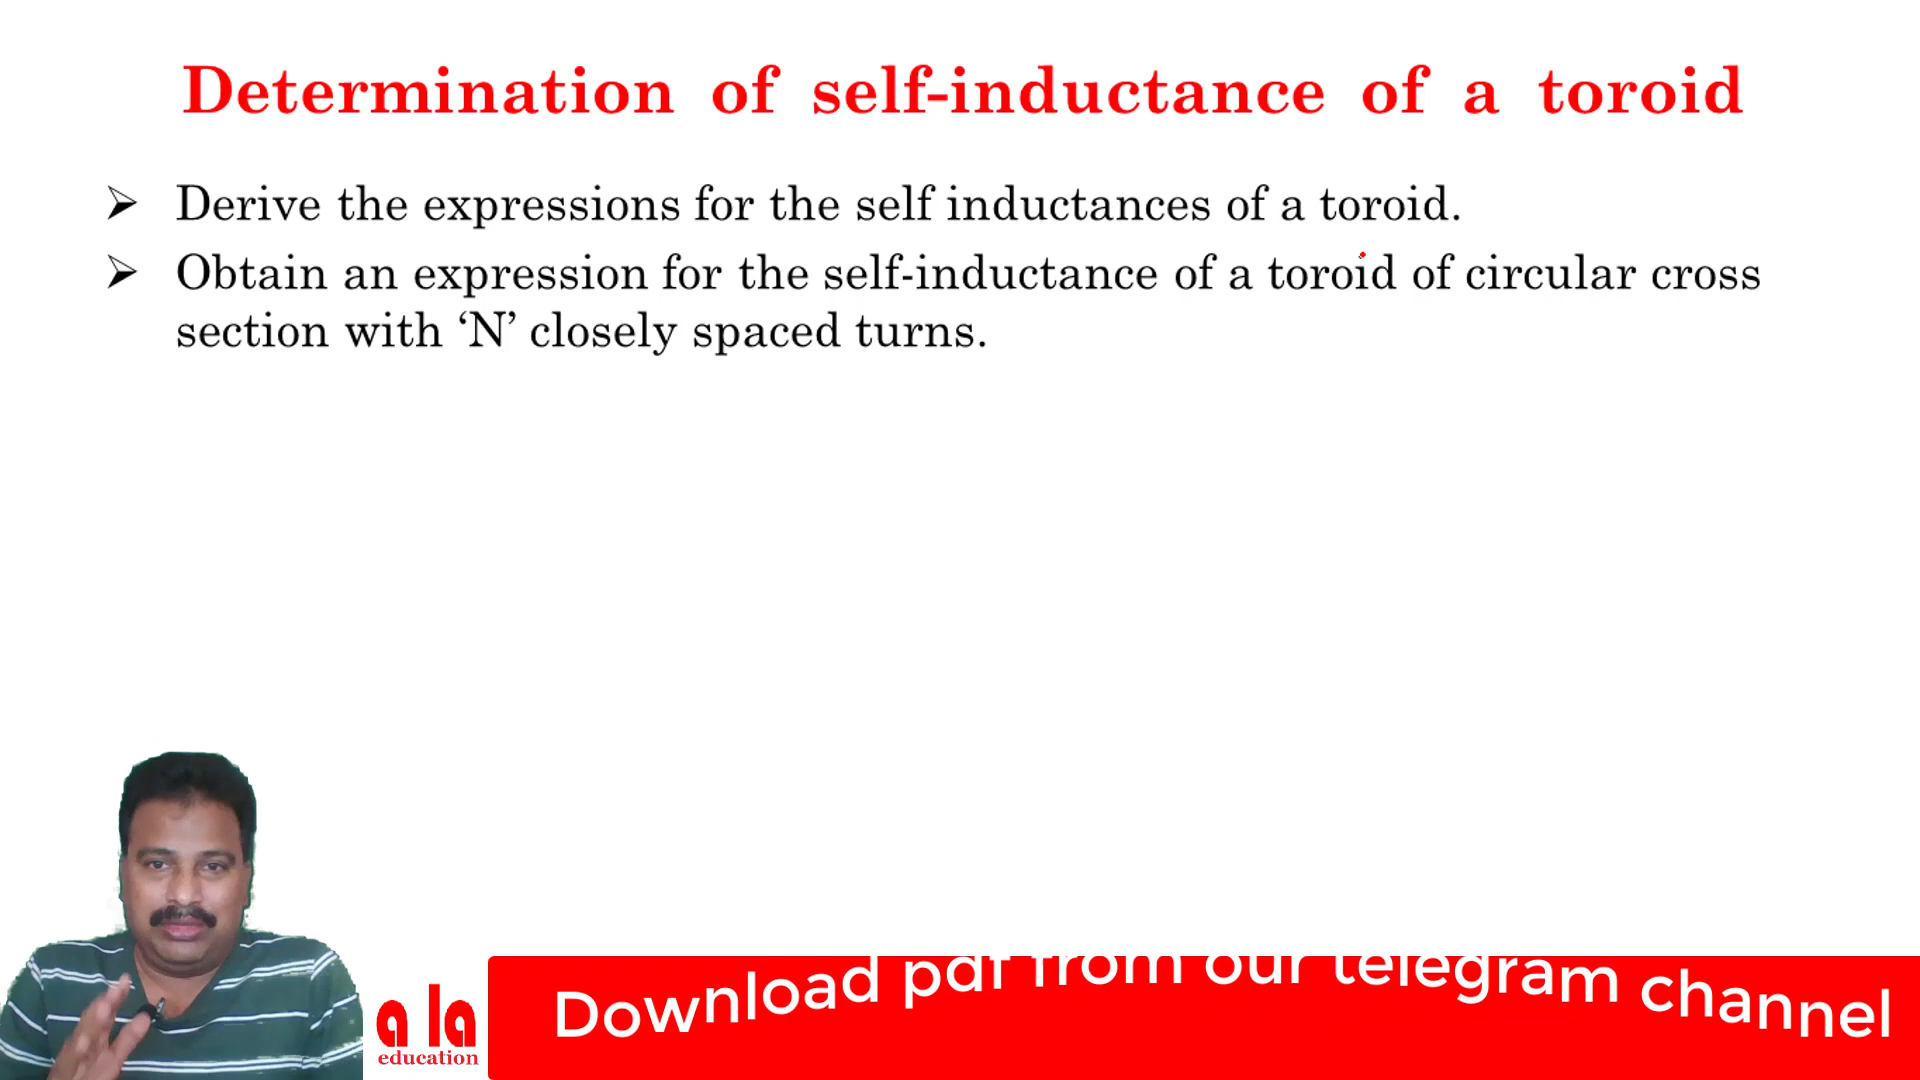 Determination of self-inductance of a toroid
➢ Derive the expressions for the self inductances of a toroid.
➢ Obtain an expression for the self-inductance of a toroid of circular cross
section with ‘N’ closely spaced turns.
a la
education
Download pdf from our telegram channel